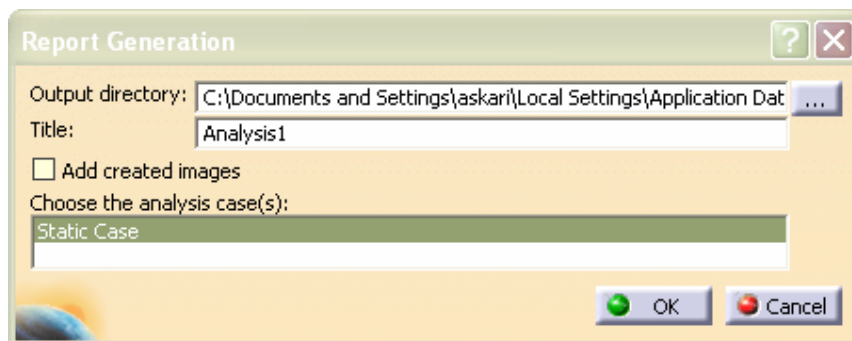 Report Generation
Output directory: C:\Documents and Settings\askari\Local Settings\Application Dat ...
Title: Analysis1
Add created images
Choose the analysis case(s):
Static Case
OK Cancel